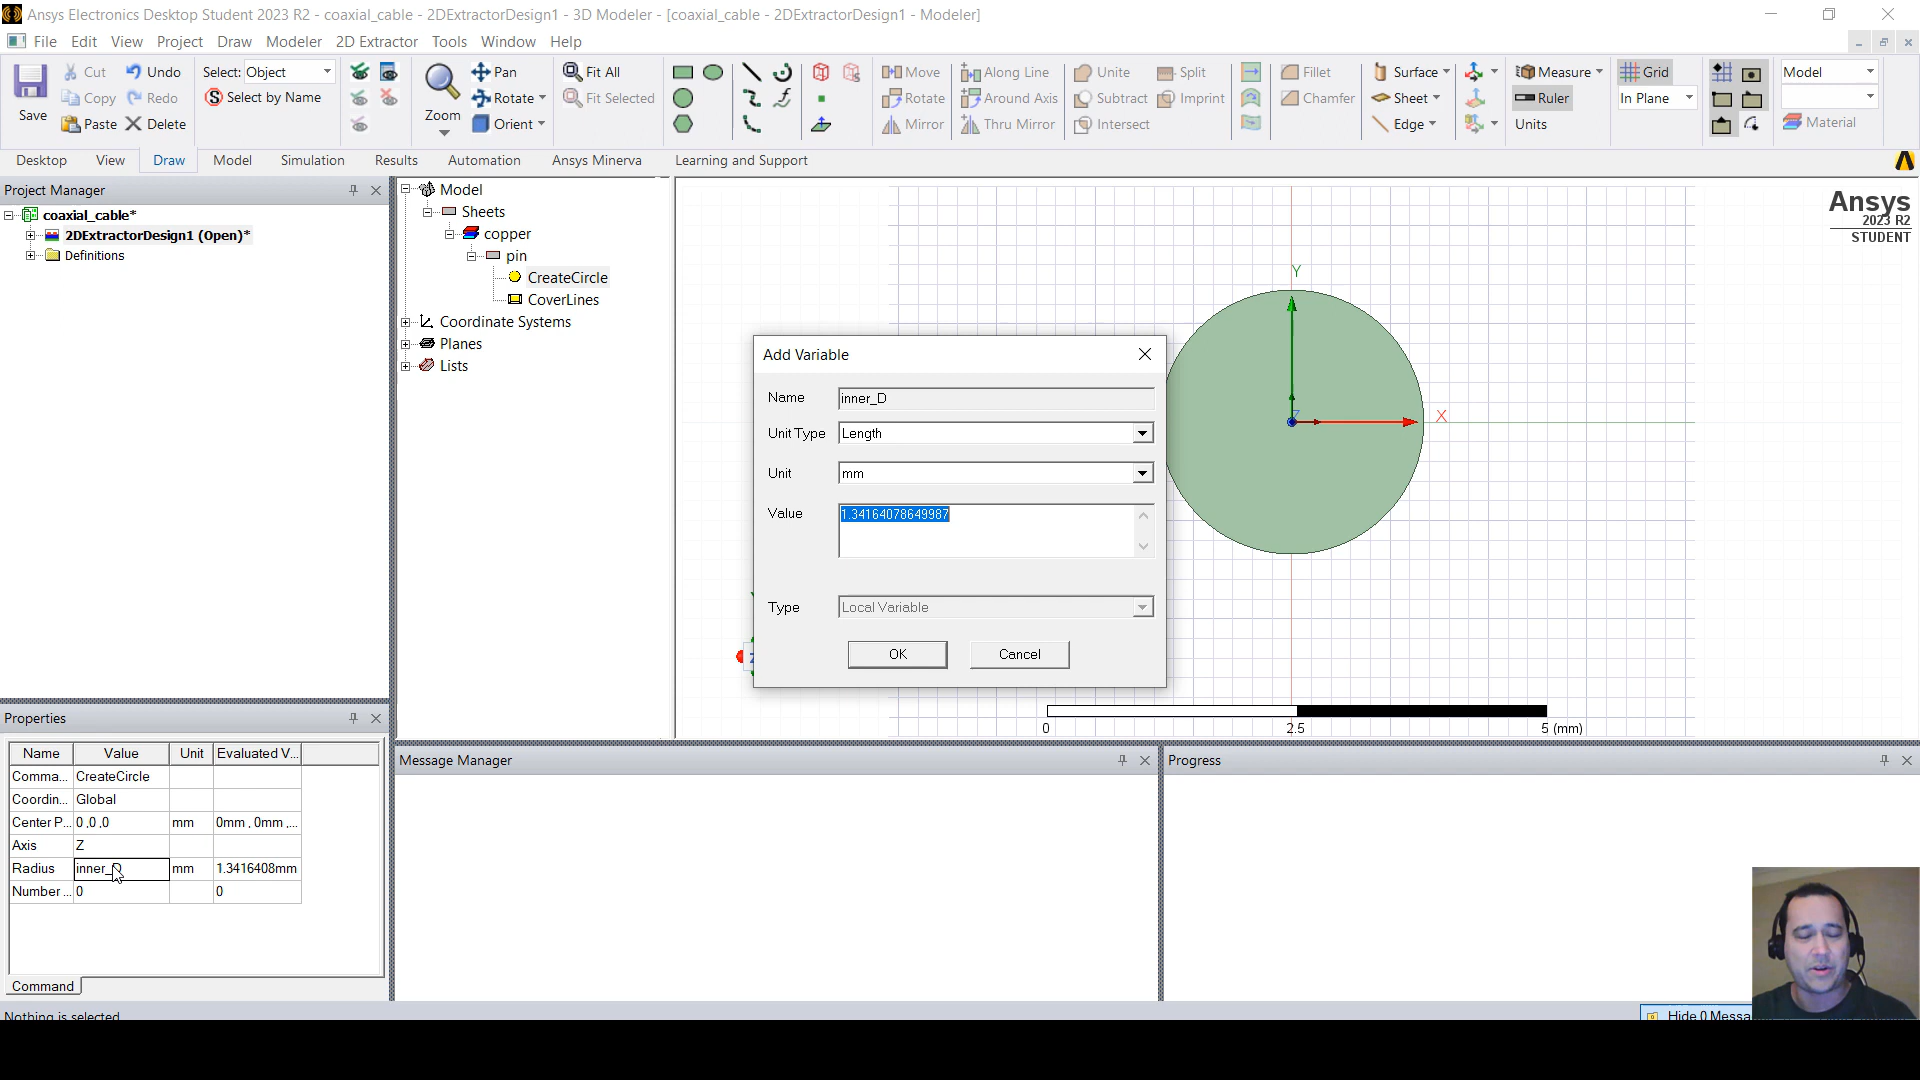 Ansys Electronics Desktop Student 2023 R2 - coaxial_cable - 2DExtractorDesign1 - 3D Modeler - [coaxial_cable - 2DExtractorDesign1 - Modeler]
File Edit View Project Draw Modeler 2D Extractor Tools Window Help
Save
Cut Undo
Copy Redo
Paste Delete
Select: Object
Select by Name
Zoom
Pan
Rotate
Orient
Fit All
Fit Selected
Move Along Line
Rotate Around Axis
Mirror Thru Mirror
Unite Split
Subtract Imprint
Intersect
Fillet
Chamfer
Surface
Sheet
Edge
Measure
Ruler
Units
Grid
In Plane
Model
Material
Desktop View Draw Model Simulation Results Automation Ansys Minerva Learning and Support
Project Manager
coaxial_cable*
2DExtractorDesign1 (Open)*
Definitions
Model
Sheets
copper
pin
CreateCircle
CoverLines
Coordinate Systems
Planes
Lists
Ansys
2023 R2
STUDENT
Y
X
Z
0 2.5 5 (mm)
Add Variable
Name inner_D
Unit Type Length
Unit mm
Value 1.34164078649987
Type Local Variable
OK Cancel
Properties
Name Value Unit Evaluated V...
Comma... CreateCircle
Coordin... Global
Center P... 0,0,0 mm 0mm , 0mm ,...
Axis Z
Radius inner_D mm 1.3416408mm
Number ... 0 0
Command
Message Manager
Progress
Nothing is selected
Hide 0 Messa